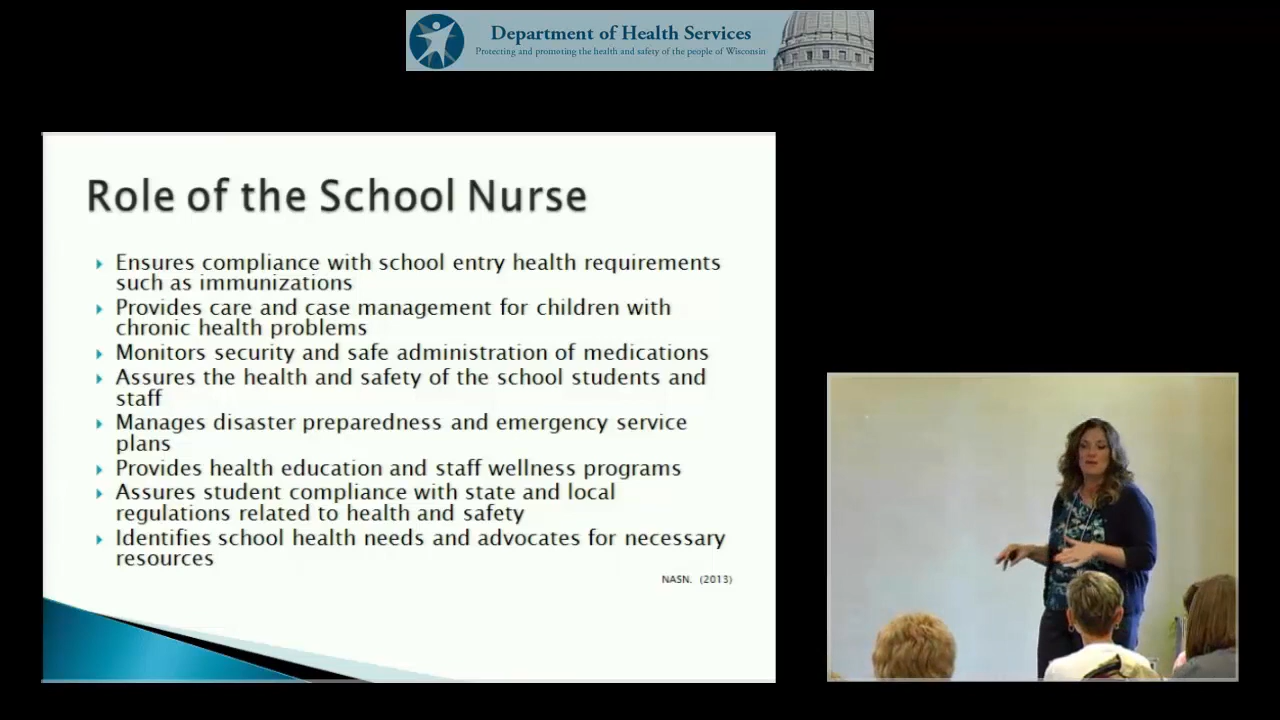 Department of Health Services
Protecting and promoting the health and safety of the people of Wisconsin
Role of the School Nurse
Ensures compliance with school entry health requirements
such as immunizations
Provides care and case management for children with
chronic health problems
Monitors security and safe administration of medications
Assures the health and safety of the school students and
staff
Manages disaster preparedness and emergency service
plans
Provides health education and staff wellness programs
Assures student compliance with state and local
regulations related to health and safety
Identifies school health needs and advocates for necessary
resources
NASN. (2013)